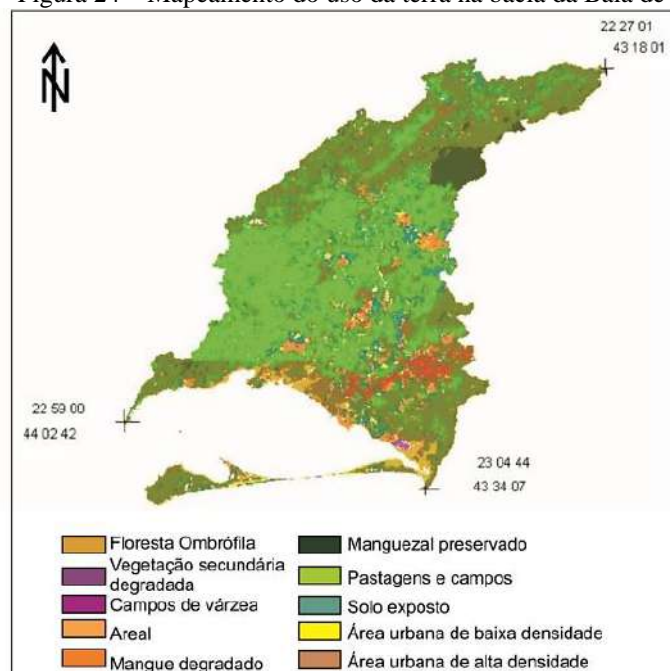 Figura 24 – Mapeamento do uso da terra na bacia da Baía de
N
22 27 01
43 18 01
22 59 00
44 02 42
23 04 44
43 34 07
Floresta Ombrófila
Vegetação secundária
degradada
Campos de várzea
Areal
Mangue degradado
Manguezal preservado
Pastagens e campos
Solo exposto
Área urbana de baixa densidade
Área urbana de alta densidade